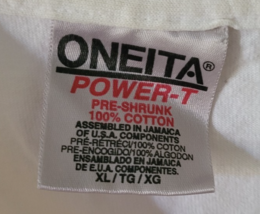 ONEITA®
POWER-T
PRE-SHRUNK
100% COTTON
ASSEMBLED IN JAMAICA
OF U.S.A. COMPONENTS
PRE-RÉTRÉCI/100% COTON
PRE-ENCOGIDO/100% ALGODON
ENSAMBLADO EN JAMAICA
DE E.U.A. COMPONENTES.
XL / TG / XG